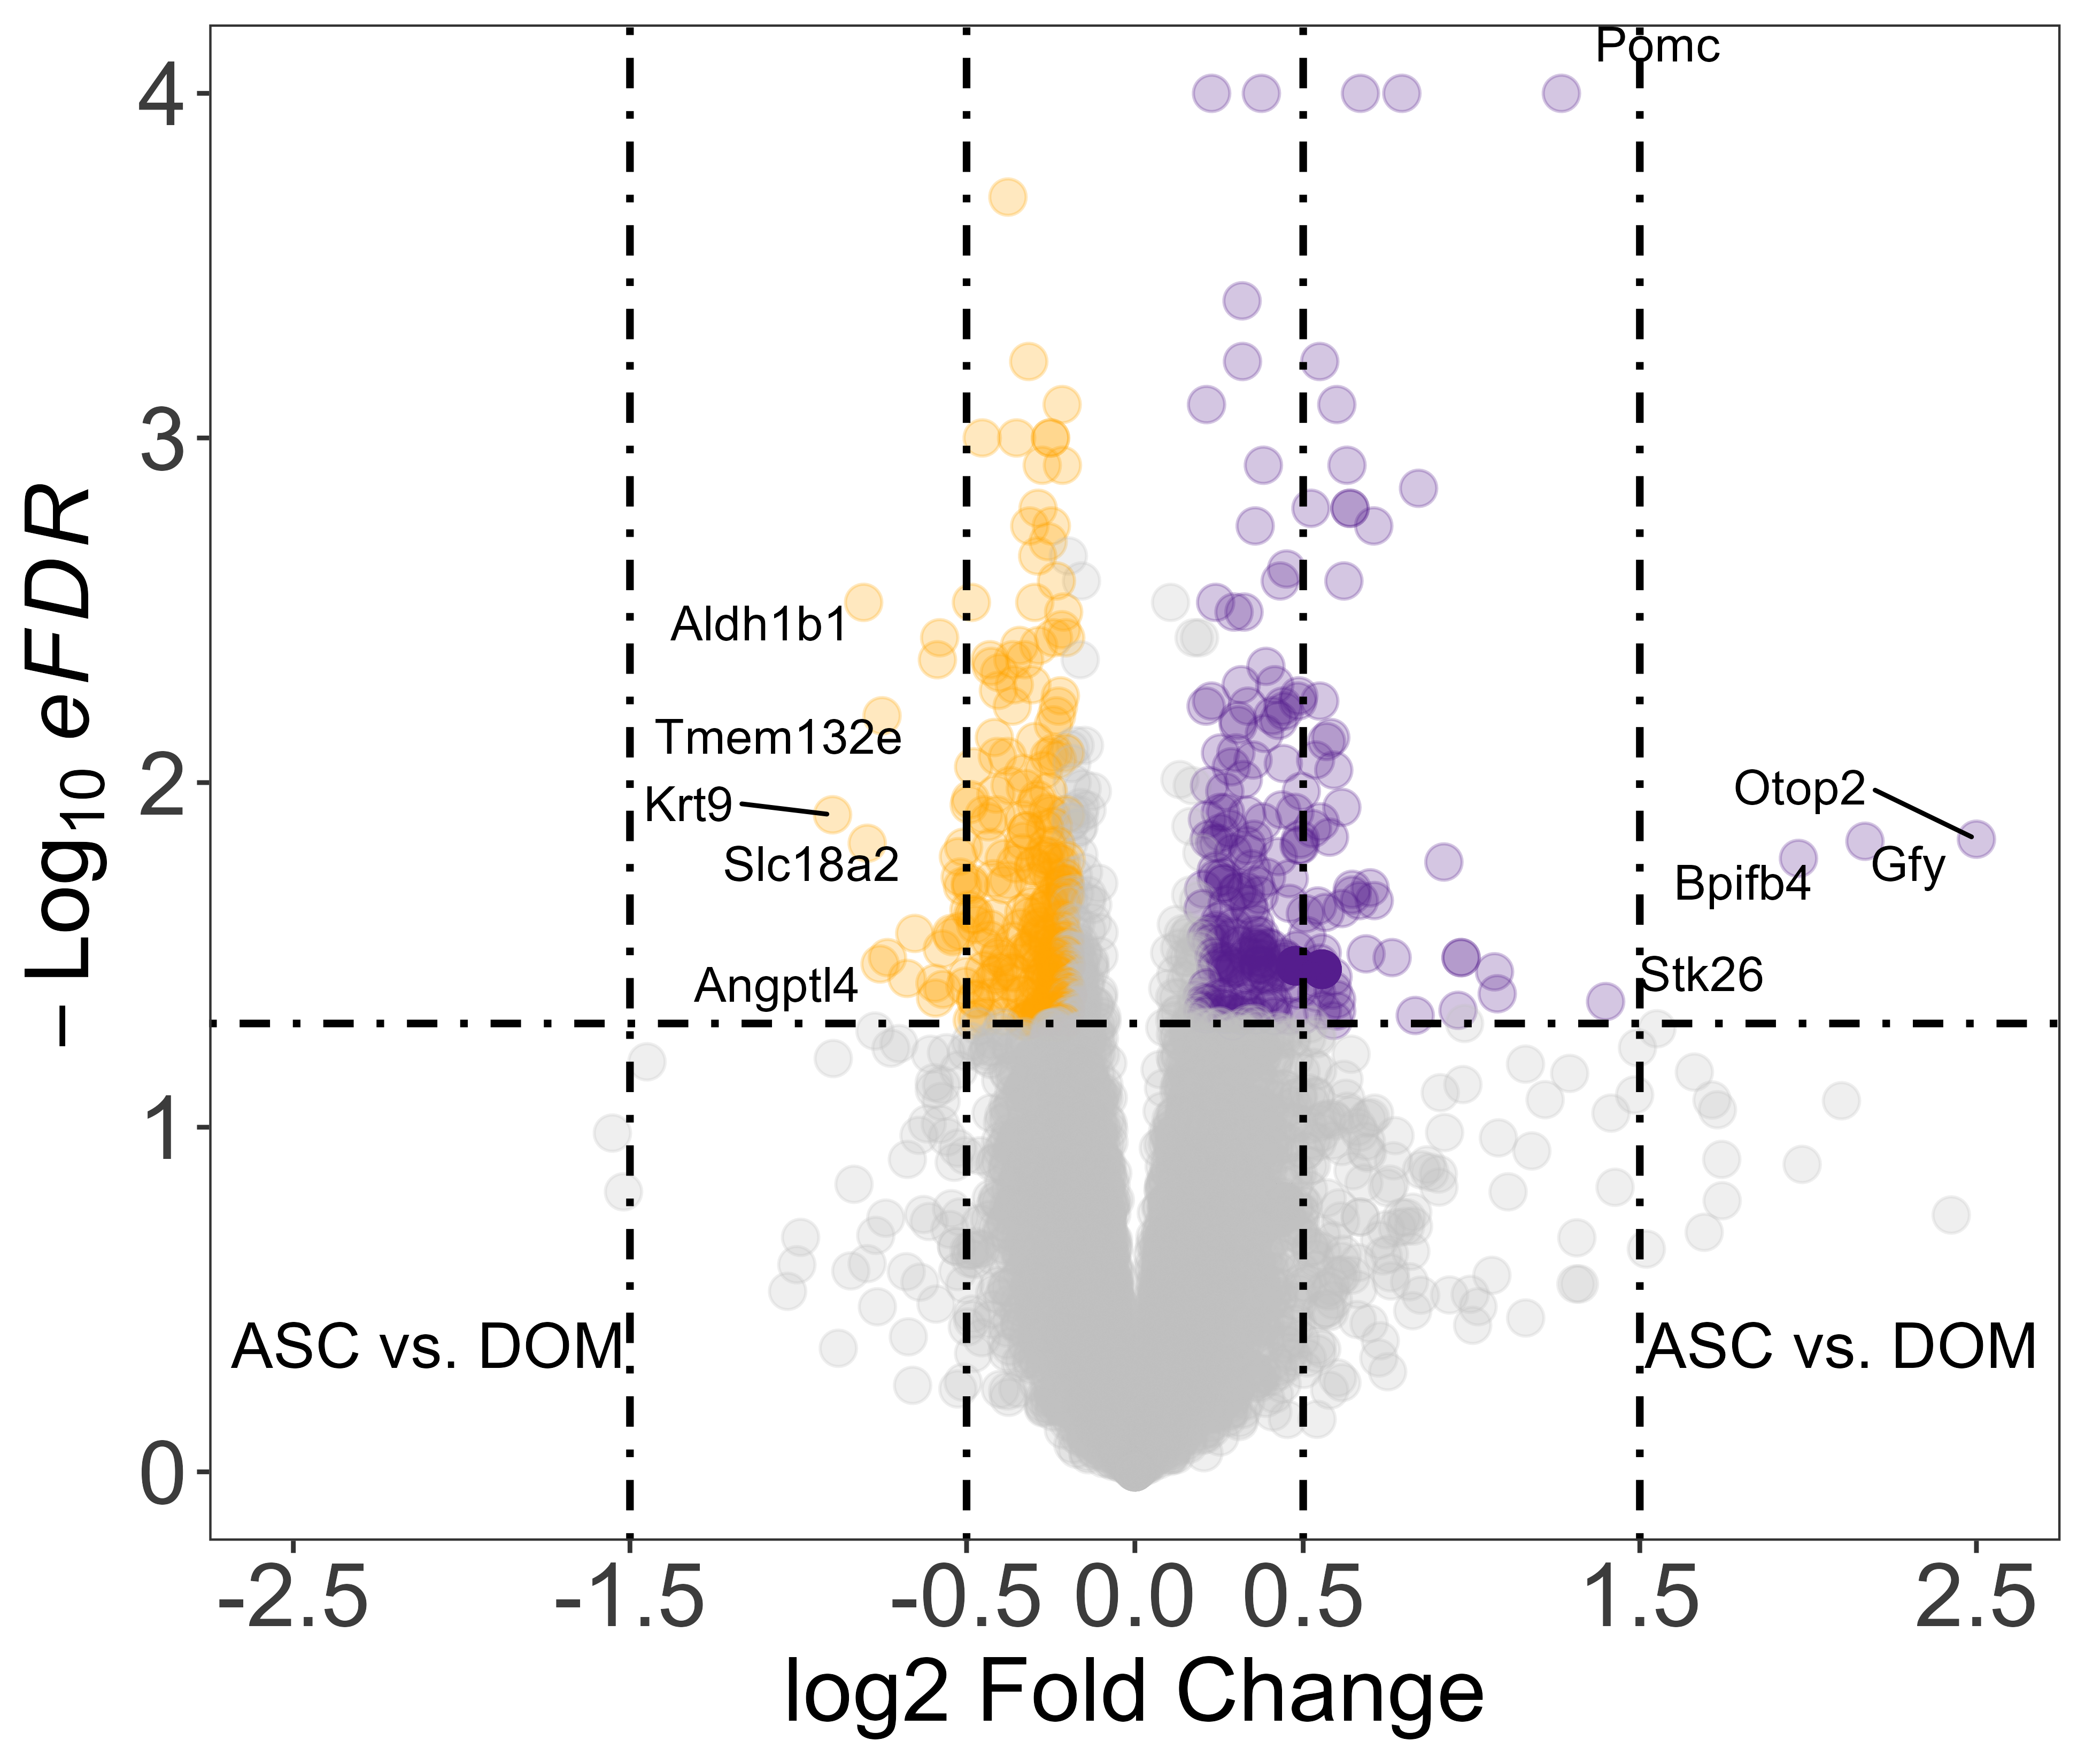 Pomc
4
3
Aldh1b1
Tmem132e
2
Krt9
Otop2
Slc18a2
Gfy
Bpifb4
Angptl4
Stk26
1
ASC vs. DOM
ASC vs. DOM
0
− Log10 eFDR
-2.5 -1.5 -0.5 0.0 0.5 1.5 2.5
log2 Fold Change